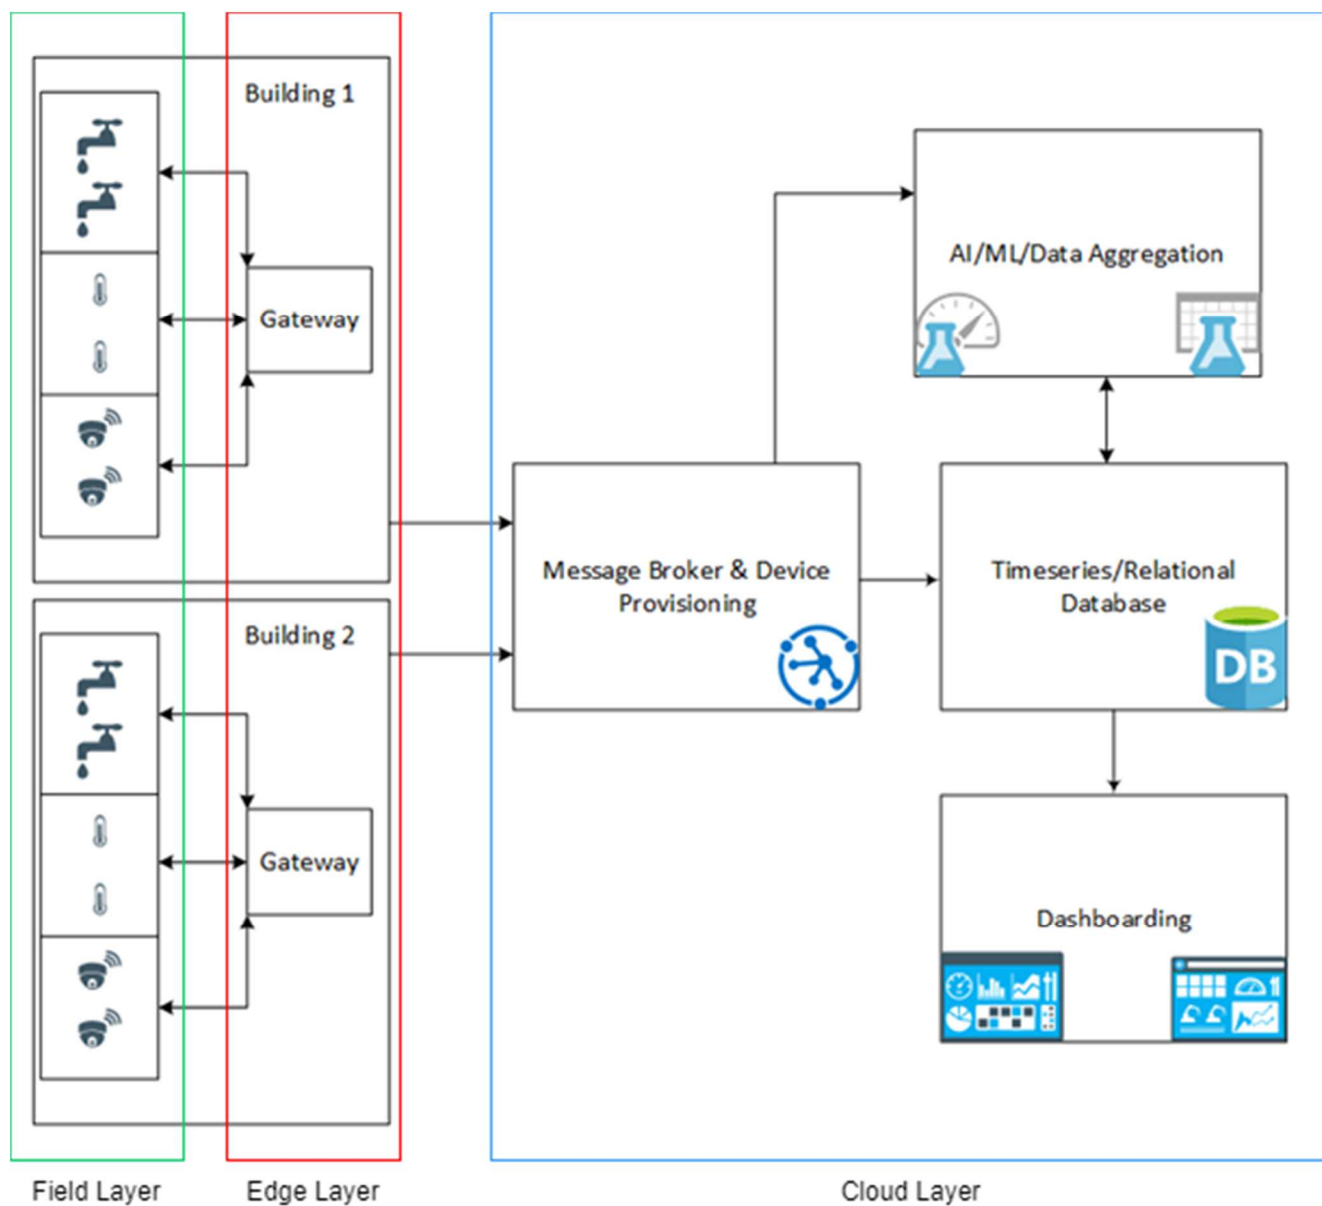 Building 1
Gateway
Building 2
Gateway
Message Broker & Device
Provisioning
AI/ML/Data Aggregation
Timeseries/Relational
Database
DB
Dashboarding
Field Layer
Edge Layer
Cloud Layer